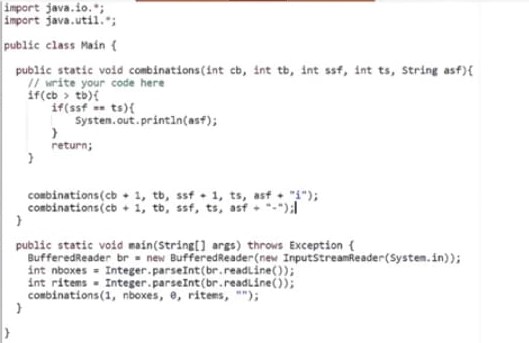 import java.io.*;
import java.util.*;
public class Main {
public static void combinations(int cb, int tb, int ssf, int ts, String asf){
// write your code here
if(cb > tb){
if(ssf == ts){
System.out.println(asf);
}
return;
}
combinations(cb + 1, tb, ssf + 1, ts, asf + "i");
combinations(cb + 1, tb, ssf, ts, asf + "-");
}
public static void main(String[] args) throws Exception {
BufferedReader br = new BufferedReader(new InputStreamReader(System.in));
int nboxes = Integer.parseInt(br.readLine());
int ritems = Integer.parseInt(br.readLine());
combinations(1, nboxes, 0, ritems, "");
}
}